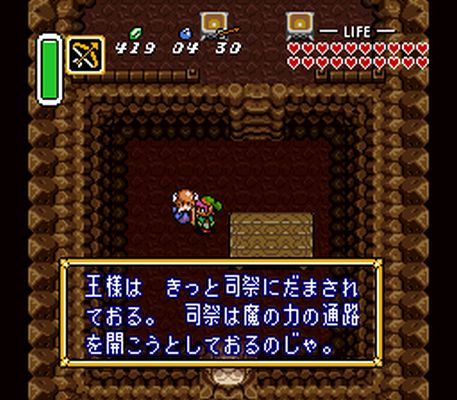 419 04 30 — LIFE —
王様は きっと司祭にだまされ
ておる。 司祭は魔の力の通路
を開こうとしておるのじゃ。